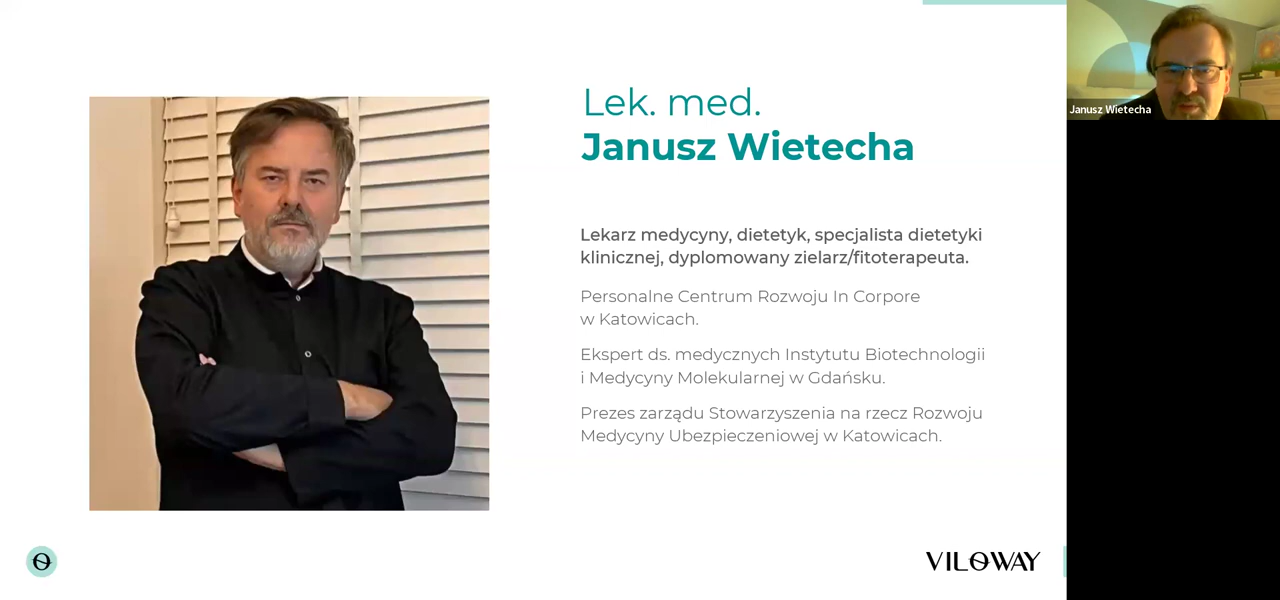 Lek. med.
Janusz Wietecha
Lekarz medycyny, dietetyk, specjalista dietetyki
klinicznej, dyplomowany zielarz/fitoterapeuta.
Personalne Centrum Rozwoju In Corpore
w Katowicach.
Ekspert ds. medycznych Instytutu Biotechnologii
i Medycyny Molekularnej w Gdańsku.
Prezes zarządu Stowarzyszenia na rzecz Rozwoju
Medycyny Ubezpieczeniowej w Katowicach.
VILOWAY
Janusz Wietecha